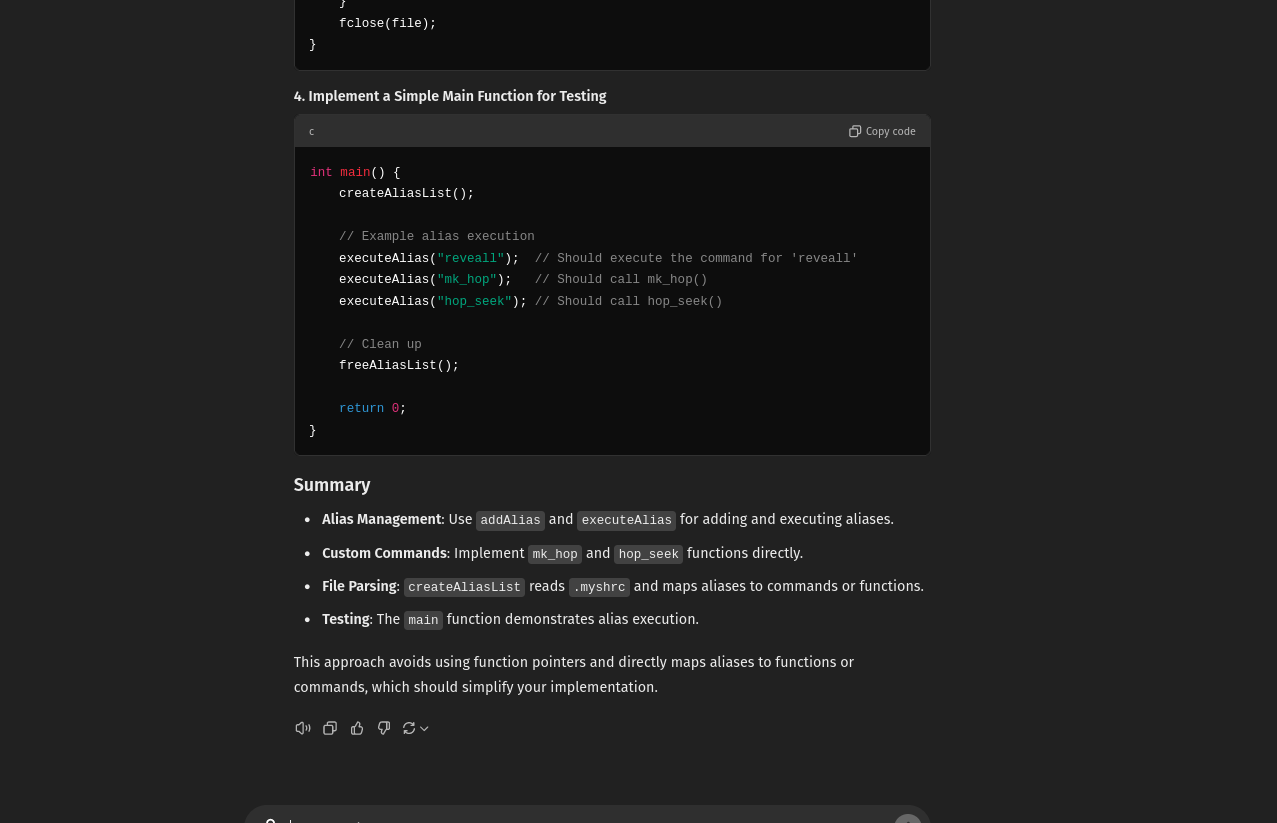 }
fclose(file);
}
4. Implement a Simple Main Function for Testing
c
Copy code
int main() {
createAliasList();
// Example alias execution
executeAlias("reveall");  // Should execute the command for 'reveall'
executeAlias("mk_hop");   // Should call mk_hop()
executeAlias("hop_seek"); // Should call hop_seek()
// Clean up
freeAliasList();
return 0;
}
Summary
• Alias Management: Use addAlias and executeAlias for adding and executing aliases.
• Custom Commands: Implement mk_hop and hop_seek functions directly.
• File Parsing: createAliasList reads .myshrc and maps aliases to commands or functions.
• Testing: The main function demonstrates alias execution.
This approach avoids using function pointers and directly maps aliases to functions or
commands, which should simplify your implementation.